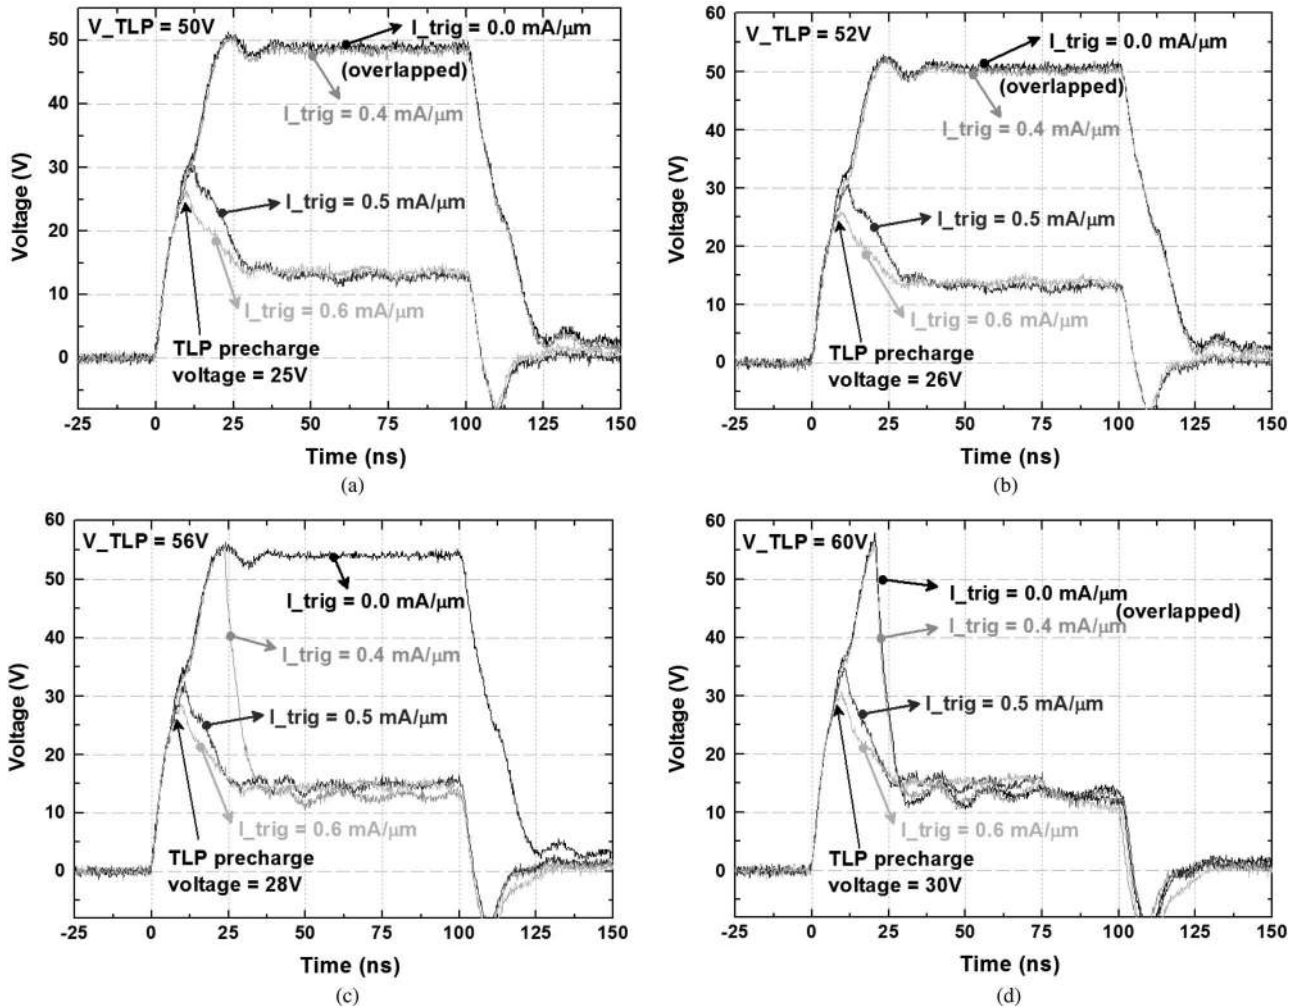 V_TLP = 50V
I_trig = 0.0 mA/μm
(overlapped)
I_trig = 0.4 mA/μm
I_trig = 0.5 mA/μm
I_trig = 0.6 mA/μm
TLP precharge
voltage = 25V
Voltage (V)
60
50
40
30
20
10
0
-25 0 25 50 75 100 125 150
Time (ns)
(a)
V_TLP = 52V
I_trig = 0.0 mA/μm
(overlapped)
I_trig = 0.4 mA/μm
I_trig = 0.5 mA/μm
I_trig = 0.6 mA/μm
TLP precharge
voltage = 26V
Voltage (V)
60
50
40
30
20
10
0
-25 0 25 50 75 100 125 150
Time (ns)
(b)
V_TLP = 56V
I_trig = 0.0 mA/μm
I_trig = 0.4 mA/μm
I_trig = 0.5 mA/μm
I_trig = 0.6 mA/μm
TLP precharge
voltage = 28V
Voltage (V)
60
50
40
30
20
10
0
-25 0 25 50 75 100 125 150
Time (ns)
(c)
V_TLP = 60V
I_trig = 0.0 mA/μm
(overlapped)
I_trig = 0.4 mA/μm
I_trig = 0.5 mA/μm
I_trig = 0.6 mA/μm
TLP precharge
voltage = 30V
Voltage (V)
60
50
40
30
20
10
0
-25 0 25 50 75 100 125 150
Time (ns)
(d)